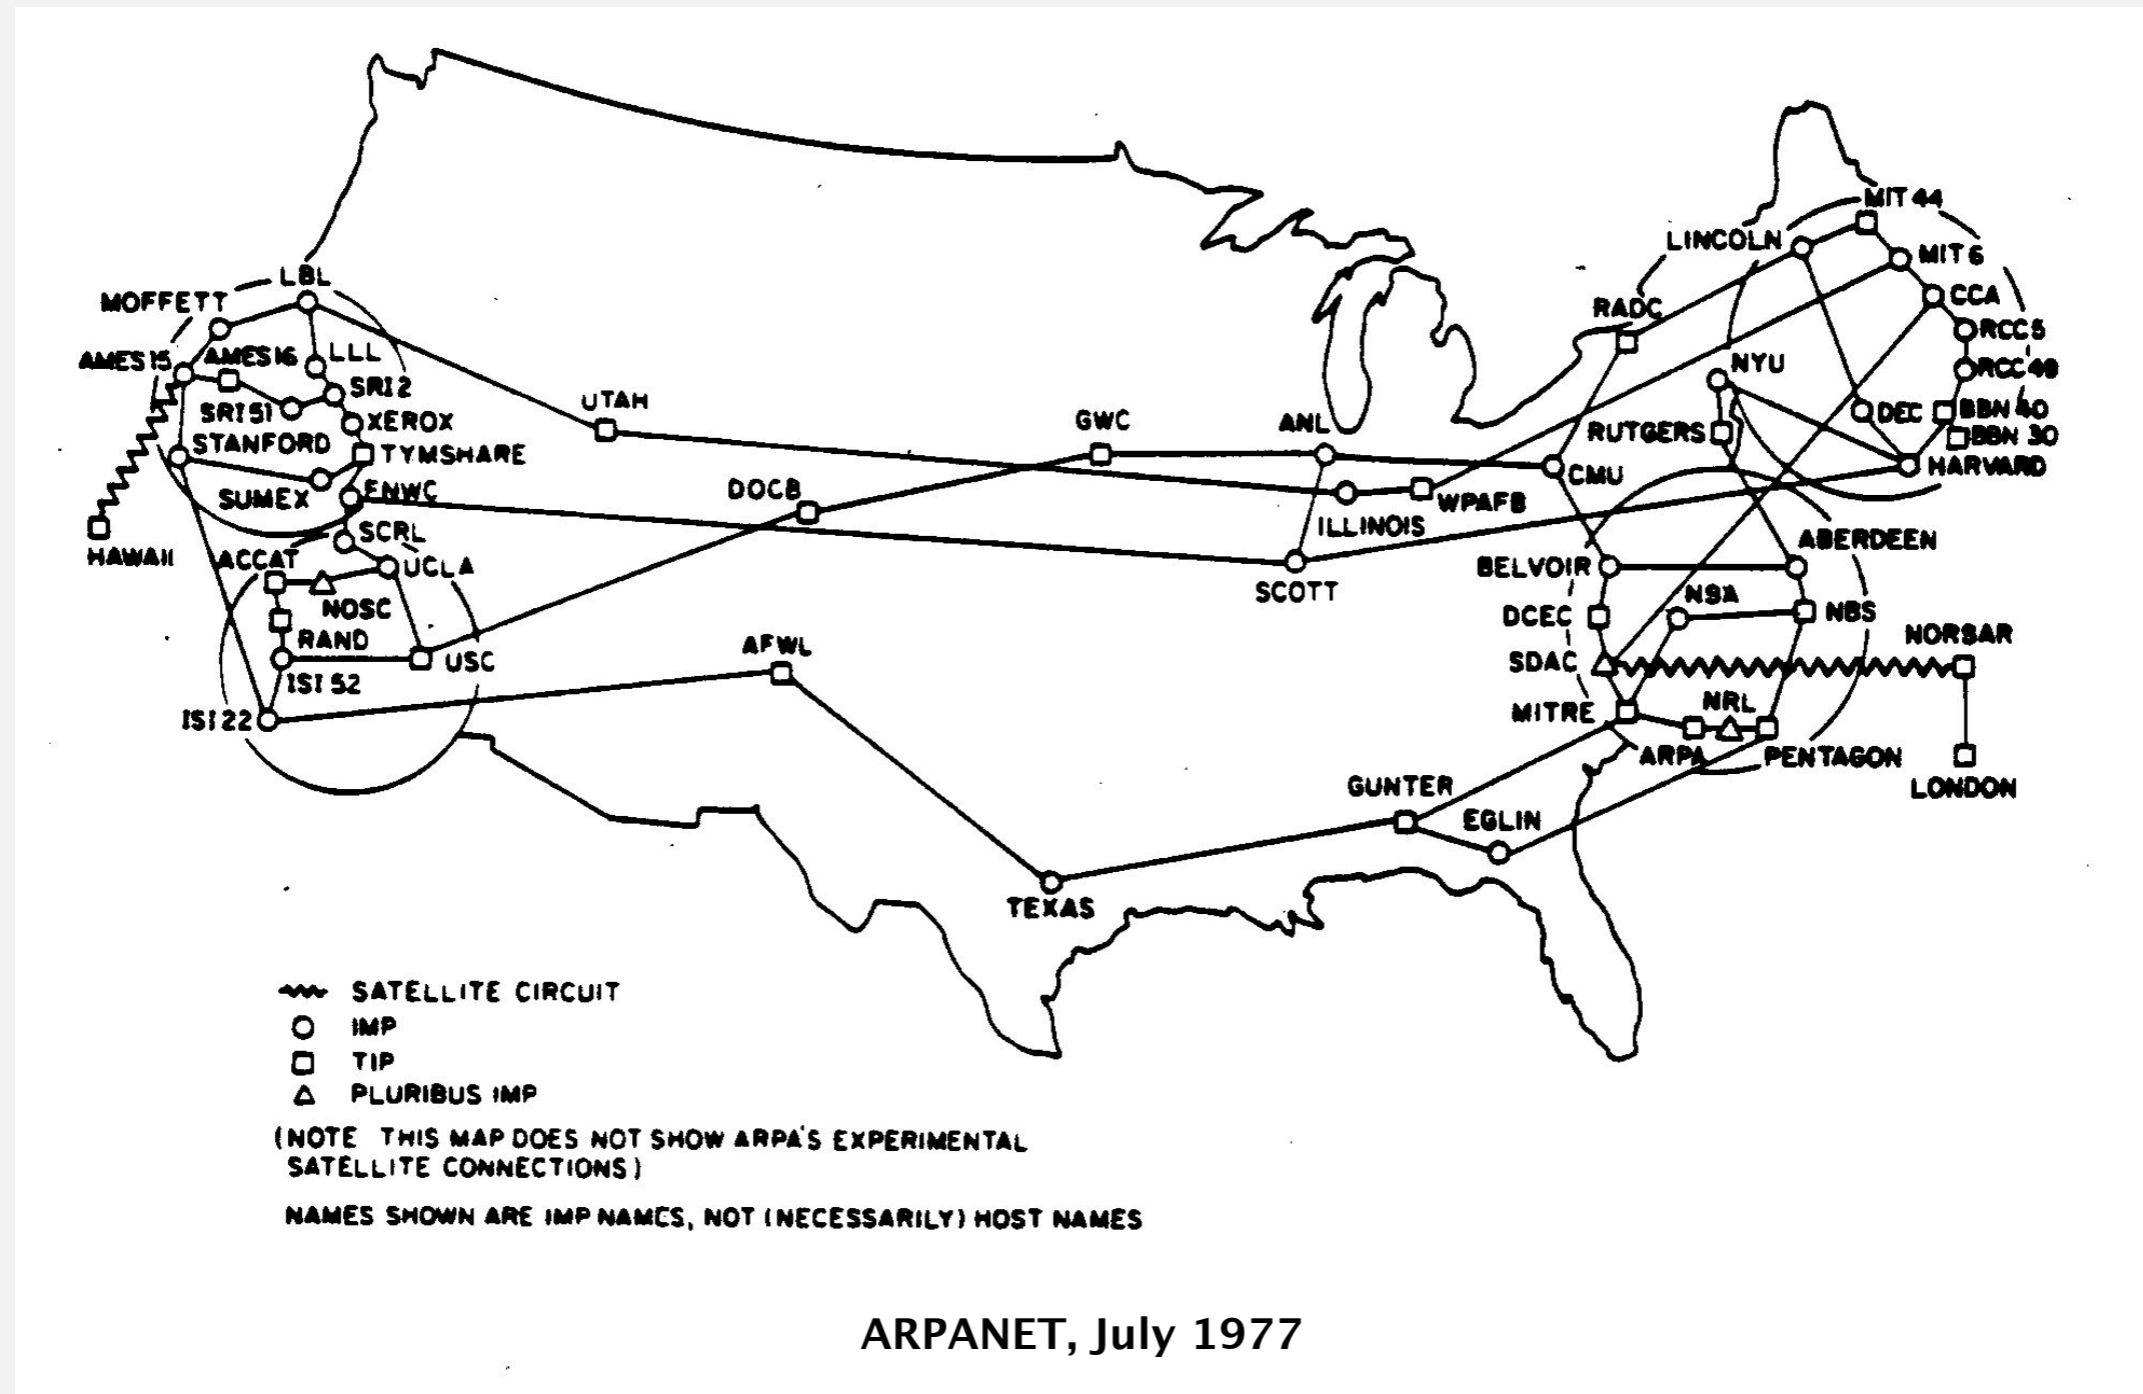 MIT 44
LINCOLN
MIT 6
LBL
CCA
MOFFETT
RADC
RCC 5
AMES 15
AMES 16
LLL
NYU
RCC 49
SRI 2
SRI 51
UTAH
XEROX
GWC
ANL
DEC
BBN 40
RUTGERS
BBN 30
STANFORD
TYMSHARE
HARVARD
CMU
SUMEX
ENWC
DOCB
WPAFB
SCRL
ILLINOIS
ABERDEEN
HAWAII
ACCAT
UCLA
BELVOIR
SCOTT
NSA
NOSC
DCEC
NBS
RAND
NORSAR
AFWL
USC
SDAC
ISI 52
NRL
ISI 22
MITRE
ARPA
PENTAGON
GUNTER
LONDON
EGLIN
TEXAS
SATELLITE CIRCUIT
IMP
TIP
PLURIBUS IMP
(NOTE THIS MAP DOES NOT SHOW ARPA'S EXPERIMENTAL
SATELLITE CONNECTIONS)
NAMES SHOWN ARE IMP NAMES, NOT (NECESSARILY) HOST NAMES
ARPANET, July 1977